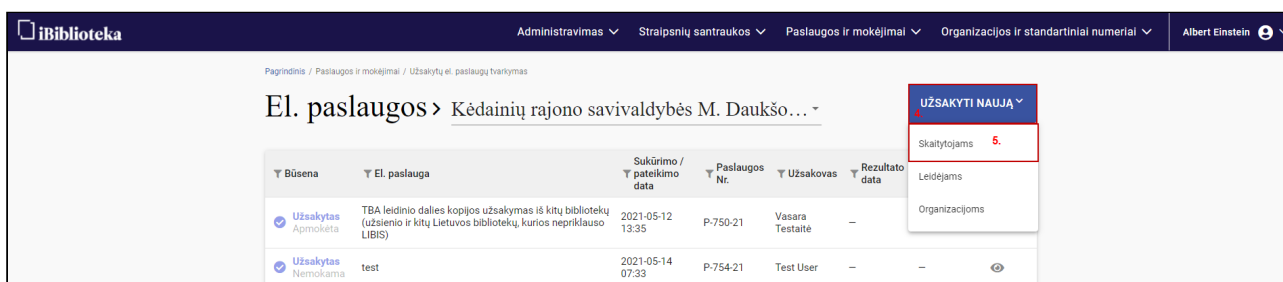 iBiblioteka
Administravimas Straipsnių santraukos Paslaugos ir mokėjimai Organizacijos ir standartiniai numeriai Albert Einstein
Pagrindinis / Paslaugos ir mokėjimai / Užsakytų el. paslaugų tvarkymas
El. paslaugos > Kėdainių rajono savivaldybės M. Daukšo...
UŽSAKYTI NAUJĄ
4.
Skaitytojams 5.
Leidėjams
Organizacijoms
Būsena
El. paslauga
Sukūrimo /
pateikimo
data
Paslaugos
Nr.
Užsakovas
Rezultato
data
Užsakytas
Apmokėta
TBA leidinio dalies kopijos užsakymas iš kitų bibliotekų
(užsienio ir kitų Lietuvos bibliotekų, kurios nepriklauso
LIBIS)
2021-05-12
13:35
P-750-21
Vasara
Testaitė
–
Užsakytas
Nemokama
test
2021-05-14
07:33
P-754-21
Test User
–
–